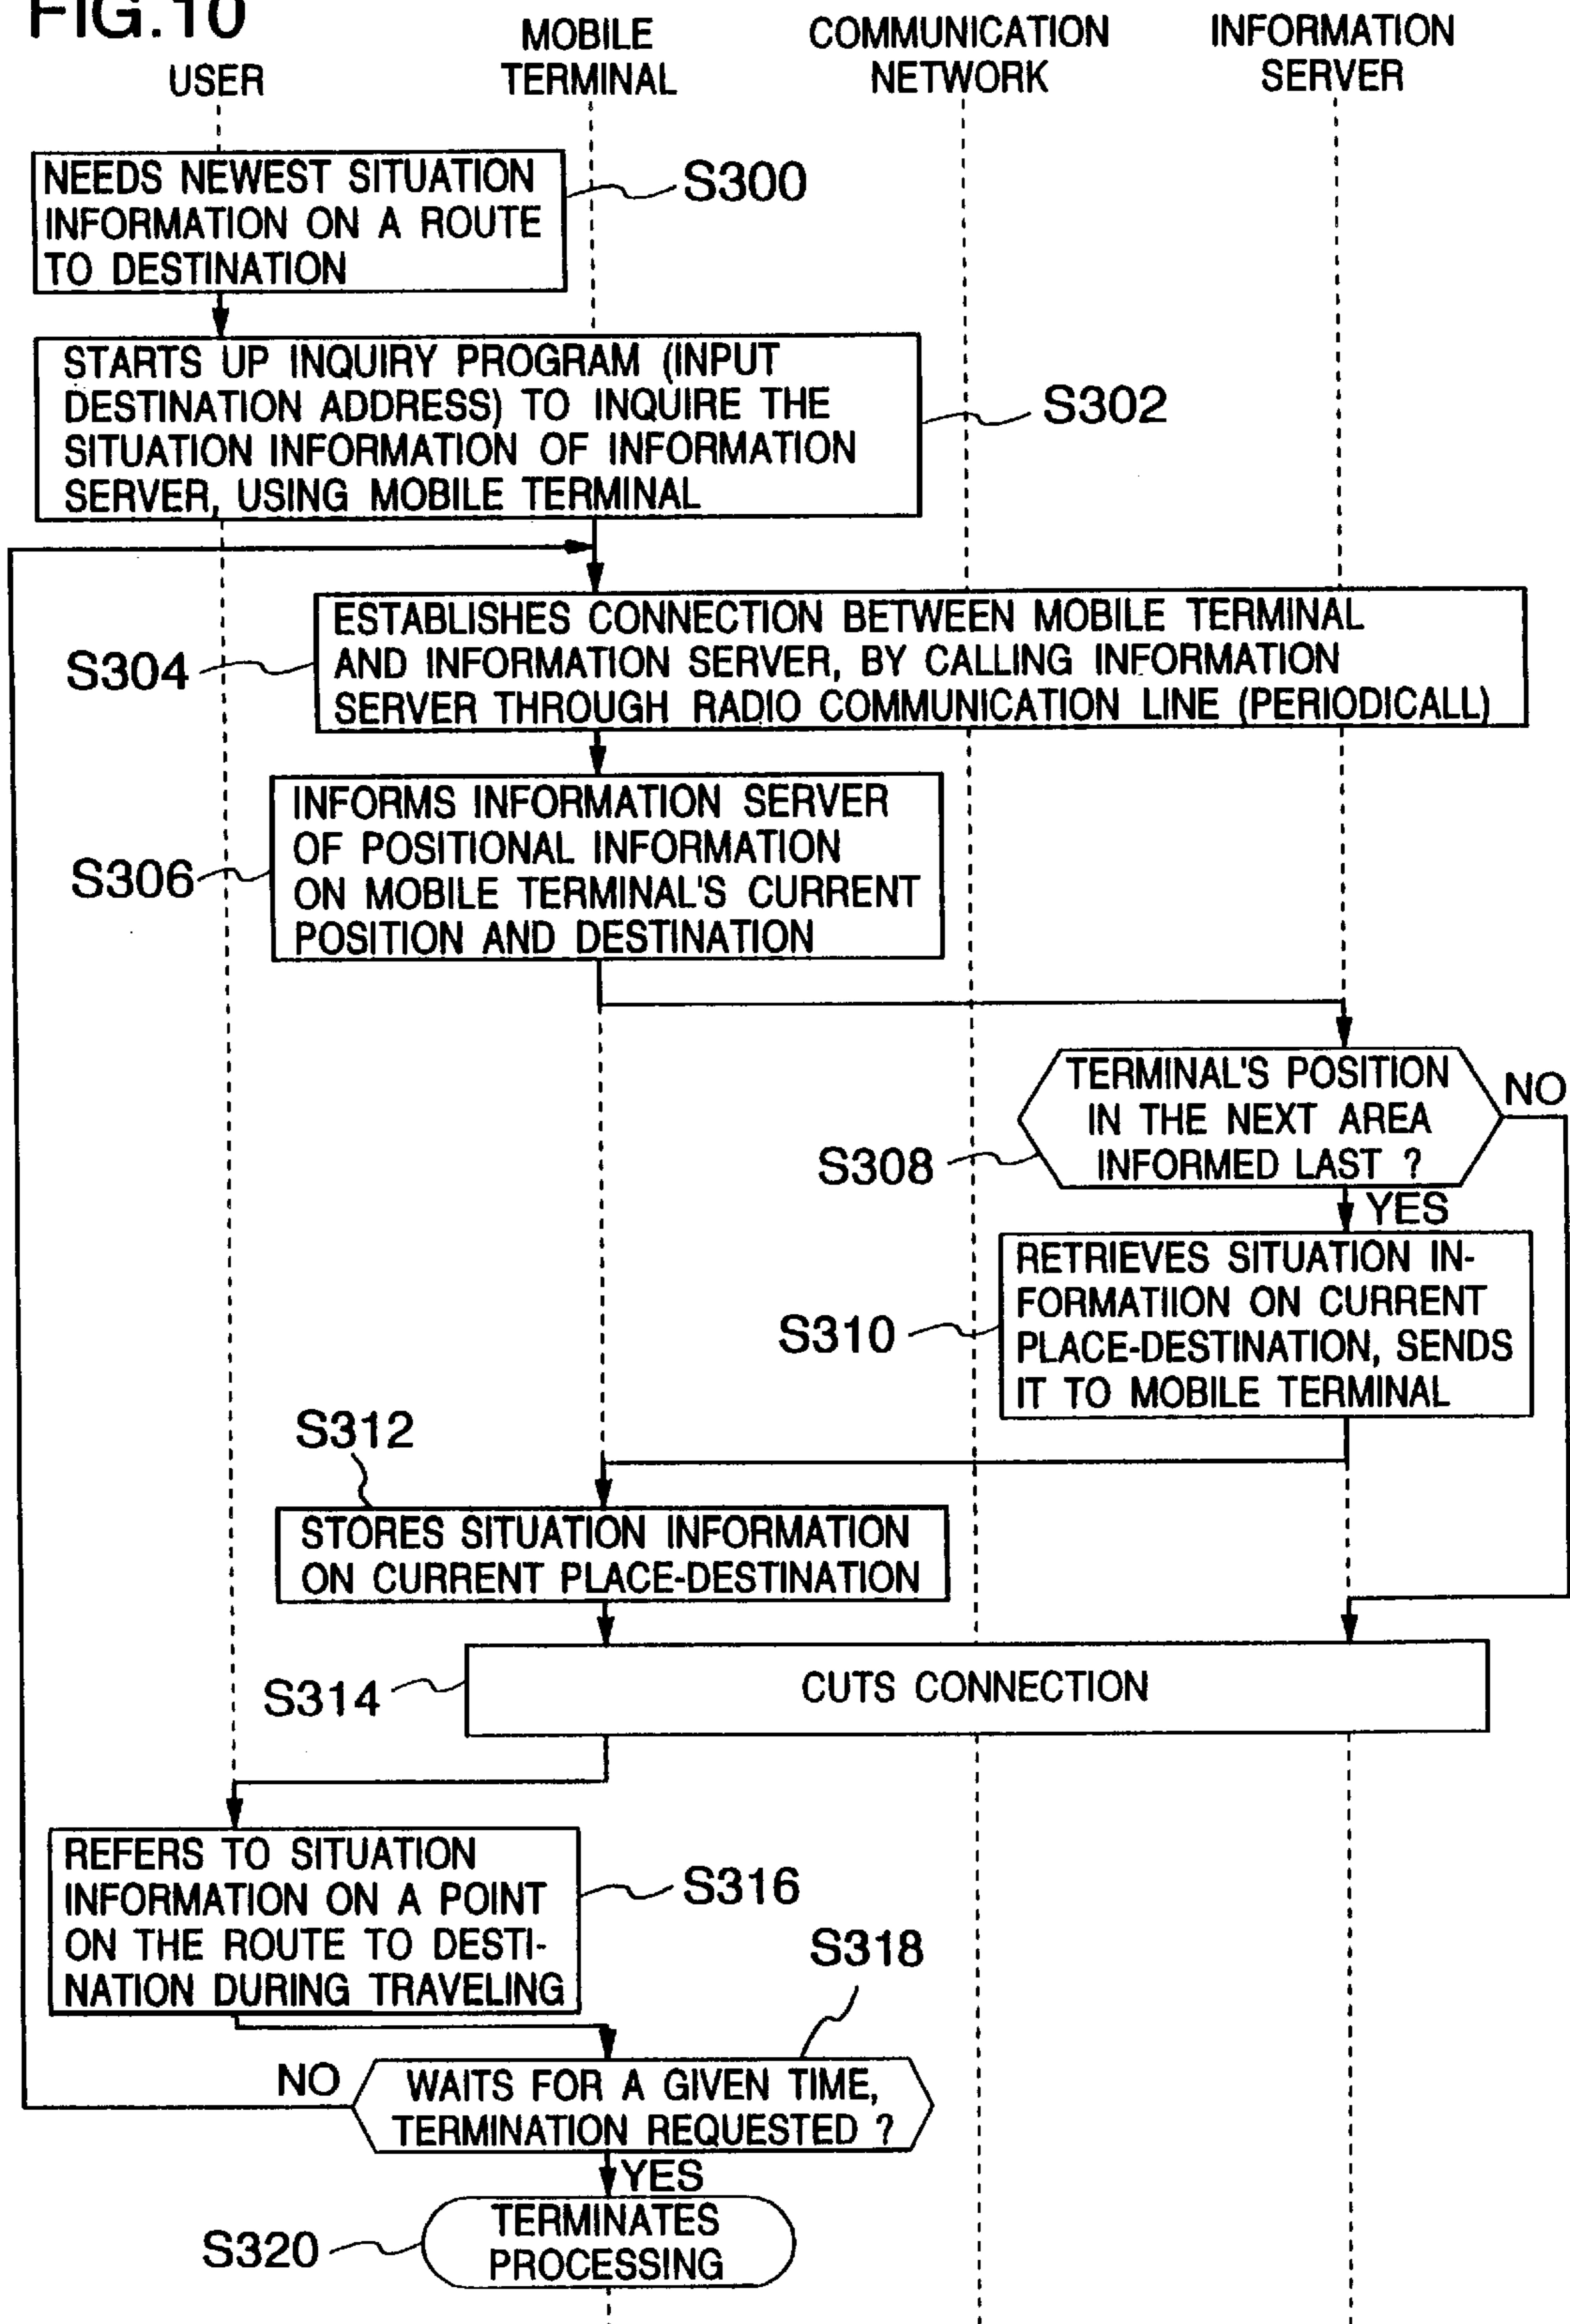 FIG.10
USER
MOBILE
TERMINAL
COMMUNICATION
NETWORK
INFORMATION
SERVER
NEEDS NEWEST SITUATION
INFORMATION ON A ROUTE
TO DESTINATION
S300
STARTS UP INQUIRY PROGRAM (INPUT
DESTINATION ADDRESS) TO INQUIRE THE
SITUATION INFORMATION OF INFORMATION
SERVER, USING MOBILE TERMINAL
S302
ESTABLISHES CONNECTION BETWEEN MOBILE TERMINAL
AND INFORMATION SERVER, BY CALLING INFORMATION
SERVER THROUGH RADIO COMMUNICATION LINE (PERIODICALL)
S304
INFORMS INFORMATION SERVER
OF POSITIONAL INFORMATION
ON MOBILE TERMINAL'S CURRENT
POSITION AND DESTINATION
S306
TERMINAL'S POSITION
IN THE NEXT AREA
INFORMED LAST ?
NO
S308
YES
RETRIEVES SITUATION IN-
FORMATIION ON CURRENT
PLACE-DESTINATION, SENDS
IT TO MOBILE TERMINAL
S310
S312
STORES SITUATION INFORMATION
ON CURRENT PLACE-DESTINATION
CUTS CONNECTION
S314
REFERS TO SITUATION
INFORMATION ON A POINT
ON THE ROUTE TO DESTI-
NATION DURING TRAVELING
S316
S318
NO
WAITS FOR A GIVEN TIME,
TERMINATION REQUESTED ?
YES
TERMINATES
PROCESSING
S320